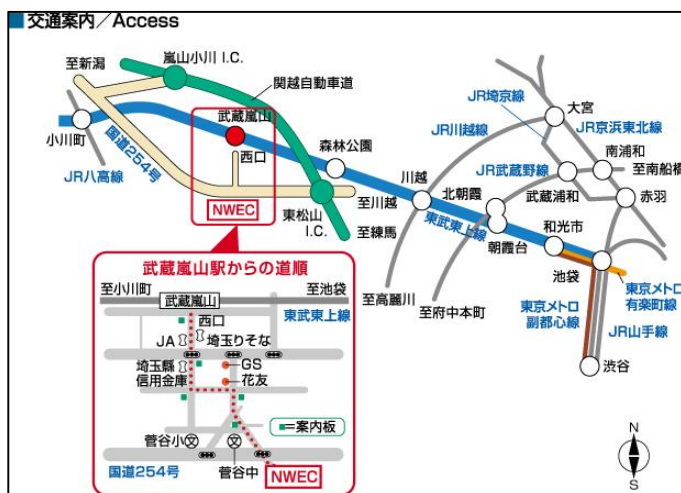 交通案内／Access
至新潟
嵐山小川 I.C.
関越自動車道
武蔵嵐山
西口
小川町
国道254号
JR八高線
森林公園
NWEC
東松山
I.C.
至川越
至練馬
川越
北朝霞
朝霞台
東武東上線
和光市
池袋
至高麗川
至府中本町
JR川越線
JR埼京線
大宮
JR京浜東北線
南浦和
JR武蔵野線
至南船橋
武蔵浦和
赤羽
東京メトロ
有楽町線
東京メトロ
副都心線
JR山手線
渋谷
武蔵嵐山駅からの道順
至小川町
武蔵嵐山
至池袋
東武東上線
西口
JA
埼玉りそな
埼玉縣
信用金庫
GS
花友
=案内板
菅谷小
菅谷中
国道254号
NWEC
N
S